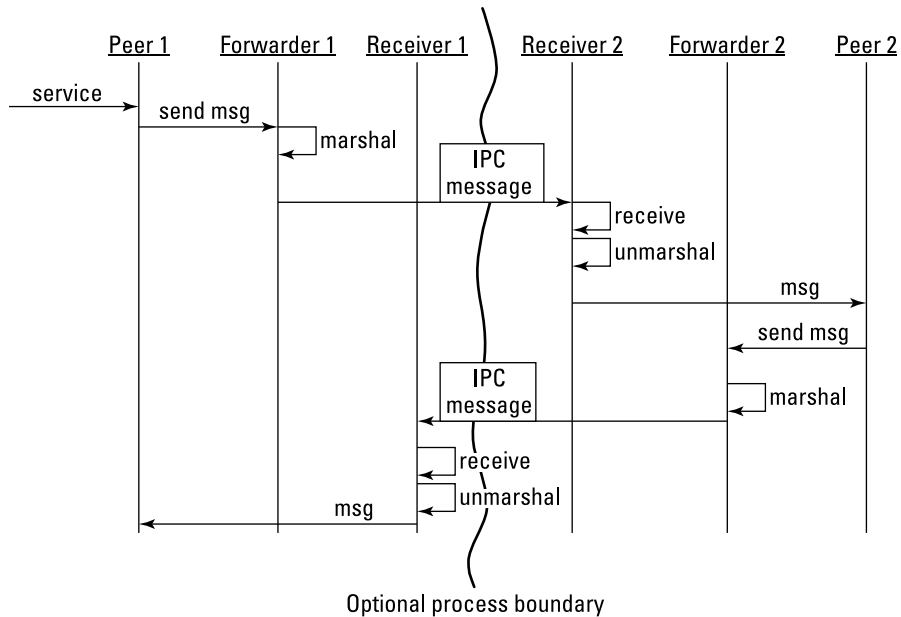 Peer 1 Forwarder 1 Receiver 1 Receiver 2 Forwarder 2 Peer 2
service
send msg
marshal
IPC
message
receive
unmarshal
msg
send msg
IPC
message
marshal
receive
unmarshal
msg
Optional process boundary